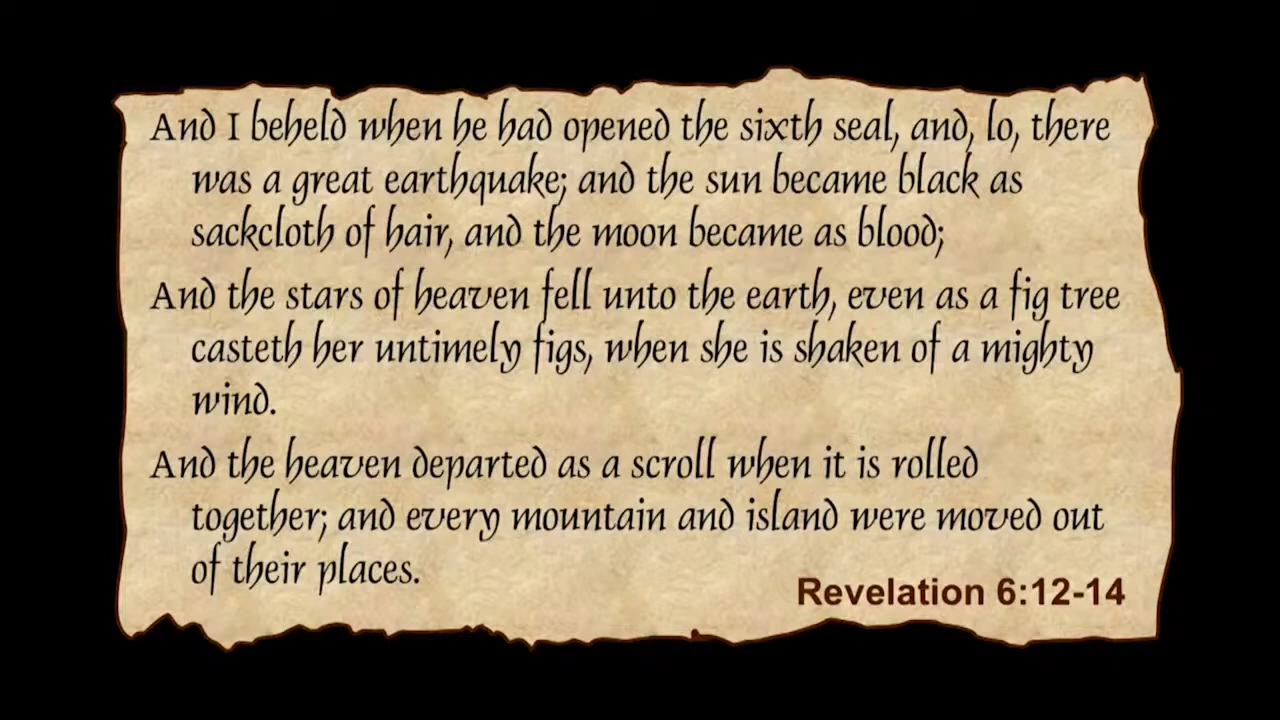 And I beheld when he had opened the sixth seal, and, lo, there
was a great earthquake; and the sun became black as
sackcloth of hair, and the moon became as blood;
And the stars of heaven fell unto the earth, even as a fig tree
casteth her untimely figs, when she is shaken of a mighty
wind.
And the heaven departed as a scroll when it is rolled
together; and every mountain and island were moved out
of their places.
Revelation 6:12-14